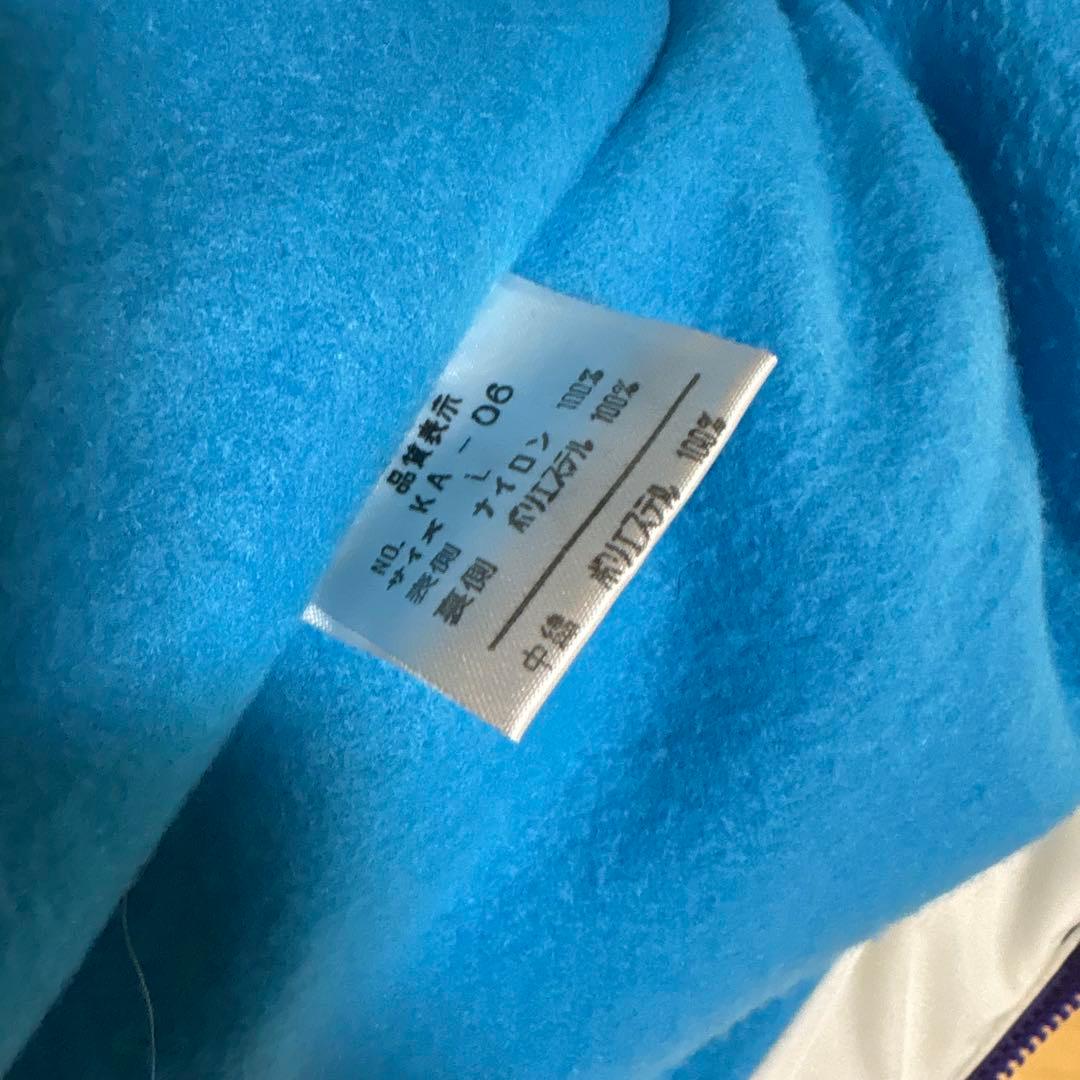 品質表示
NO. KA-06
サイズ L
表側 ナイロン 100%
裏側 ポリエステル 100%
中綿 ポリエステル 100%